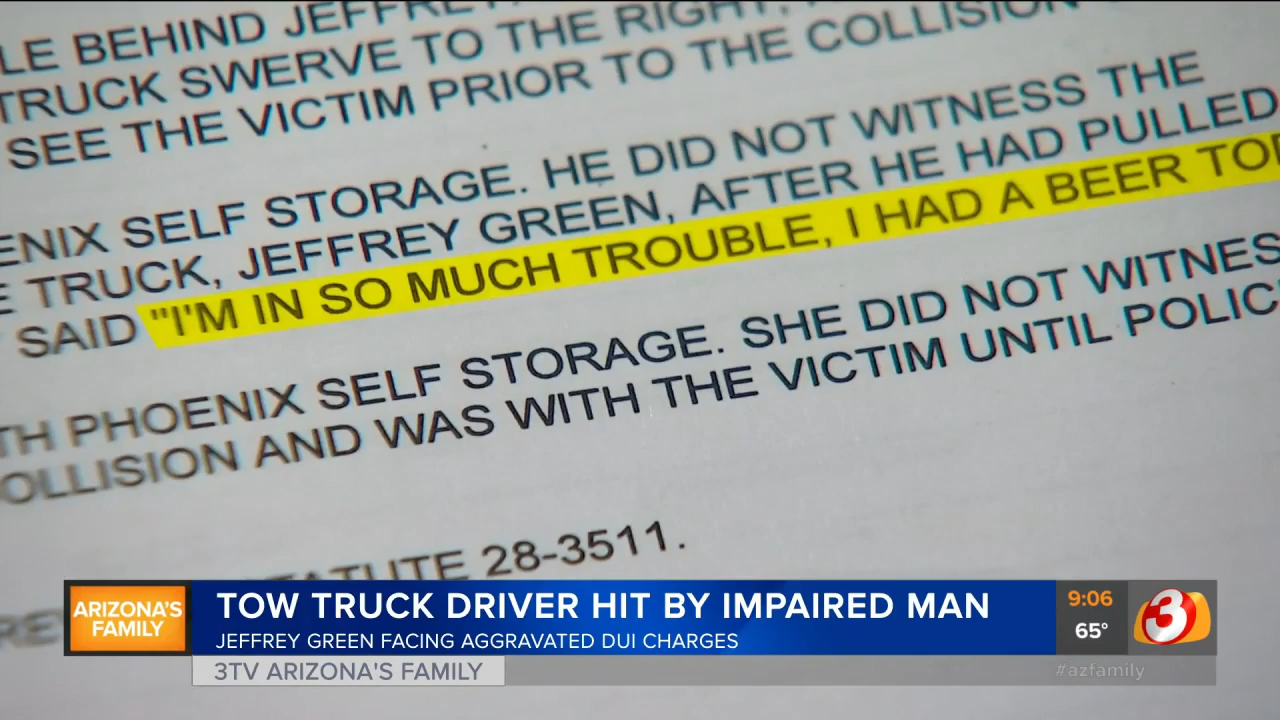 LE BEHIND JEFFREY
TRUCK SWERVE TO THE RIGHT,
SEE THE VICTIM PRIOR TO THE COLLISION
ENIX SELF STORAGE. HE DID NOT WITNESS THE
E TRUCK, JEFFREY GREEN, AFTER HE HAD PULLED
SAID "I'M IN SO MUCH TROUBLE, I HAD A BEER TOD
TH PHOENIX SELF STORAGE. SHE DID NOT WITNES
OLLISION AND WAS WITH THE VICTIM UNTIL POLIC
TATUTE 28-3511.
ARIZONA'S
FAMILY
TOW TRUCK DRIVER HIT BY IMPAIRED MAN
JEFFREY GREEN FACING AGGRAVATED DUI CHARGES
9:06
65°
3
3TV ARIZONA'S FAMILY
#azfamily